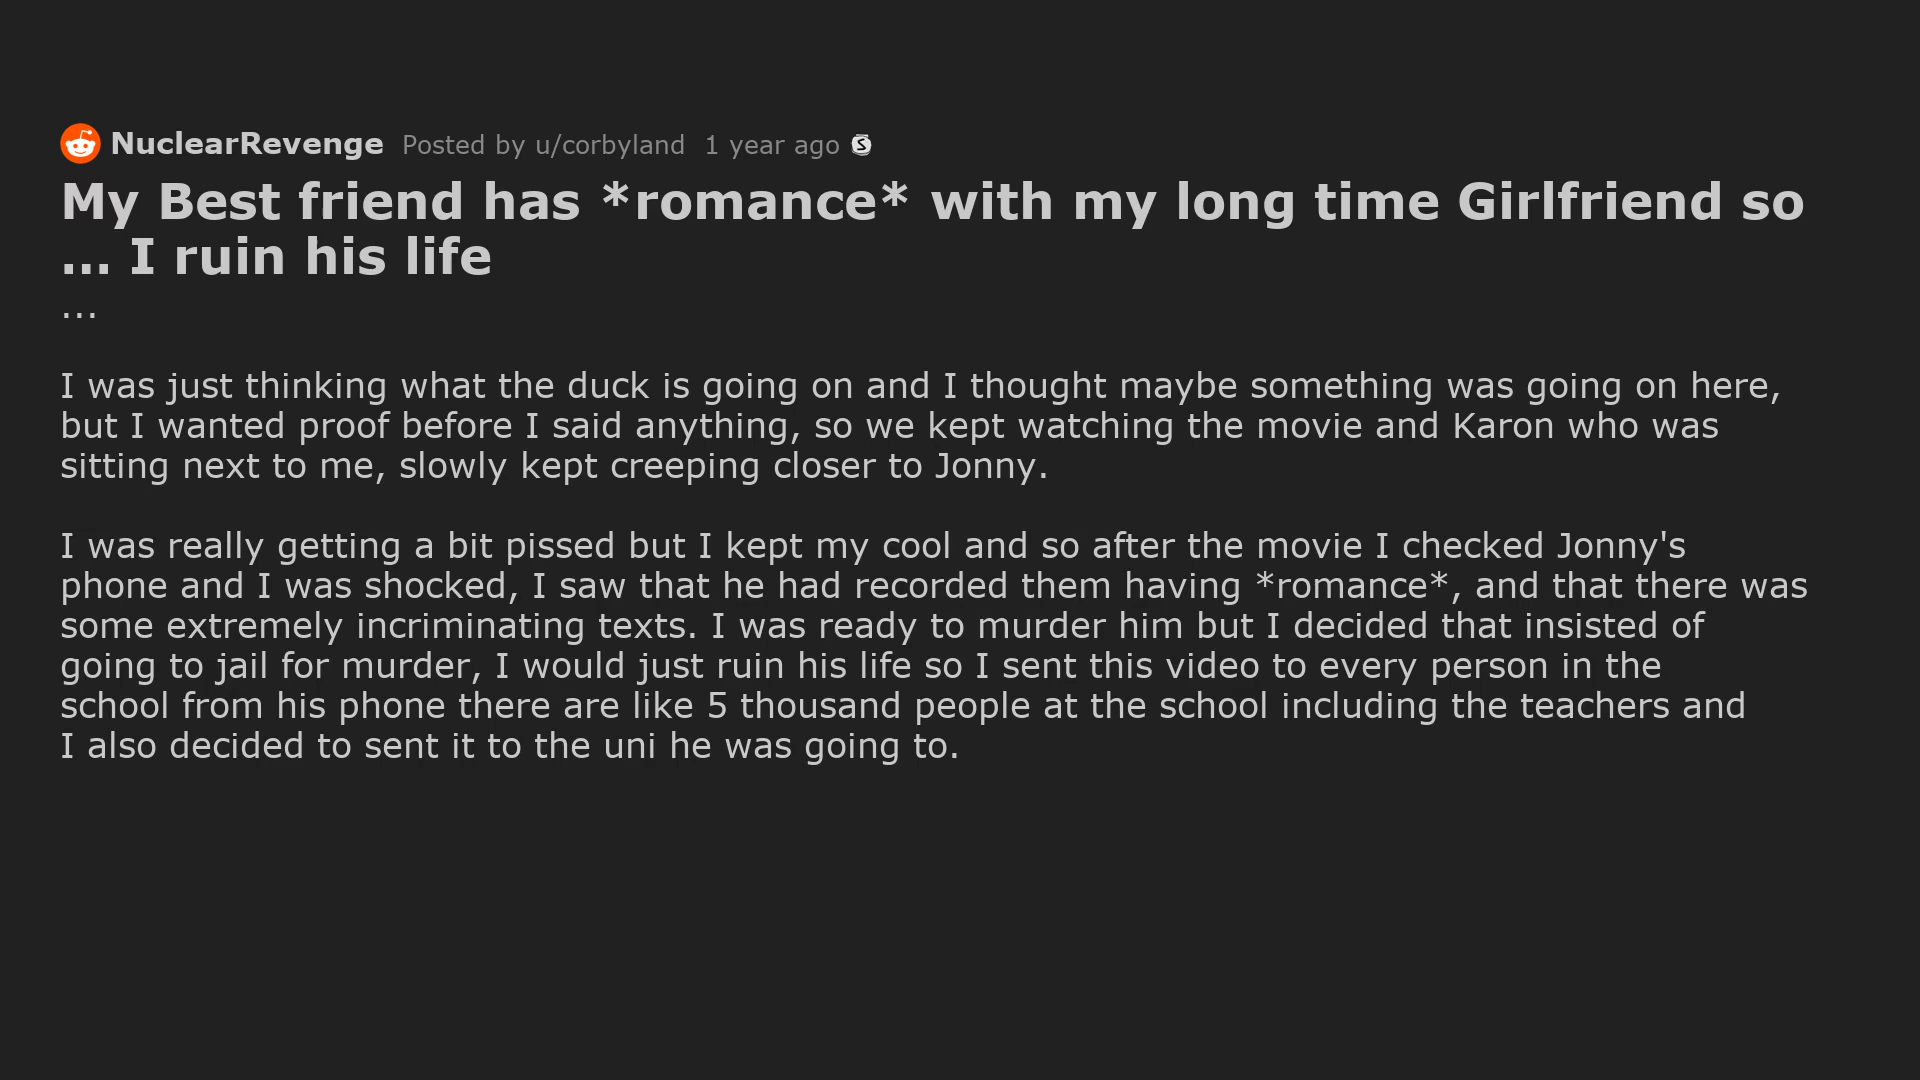 NuclearRevenge Posted by u/corbyland 1 year ago
My Best friend has *romance* with my long time Girlfriend so
... I ruin his life
...
I was just thinking what the duck is going on and I thought maybe something was going on here,
but I wanted proof before I said anything, so we kept watching the movie and Karon who was
sitting next to me, slowly kept creeping closer to Jonny.
I was really getting a bit pissed but I kept my cool and so after the movie I checked Jonny's
phone and I was shocked, I saw that he had recorded them having *romance*, and that there was
some extremely incriminating texts. I was ready to murder him but I decided that insisted of
going to jail for murder, I would just ruin his life so I sent this video to every person in the
school from his phone there are like 5 thousand people at the school including the teachers and
I also decided to sent it to the uni he was going to.